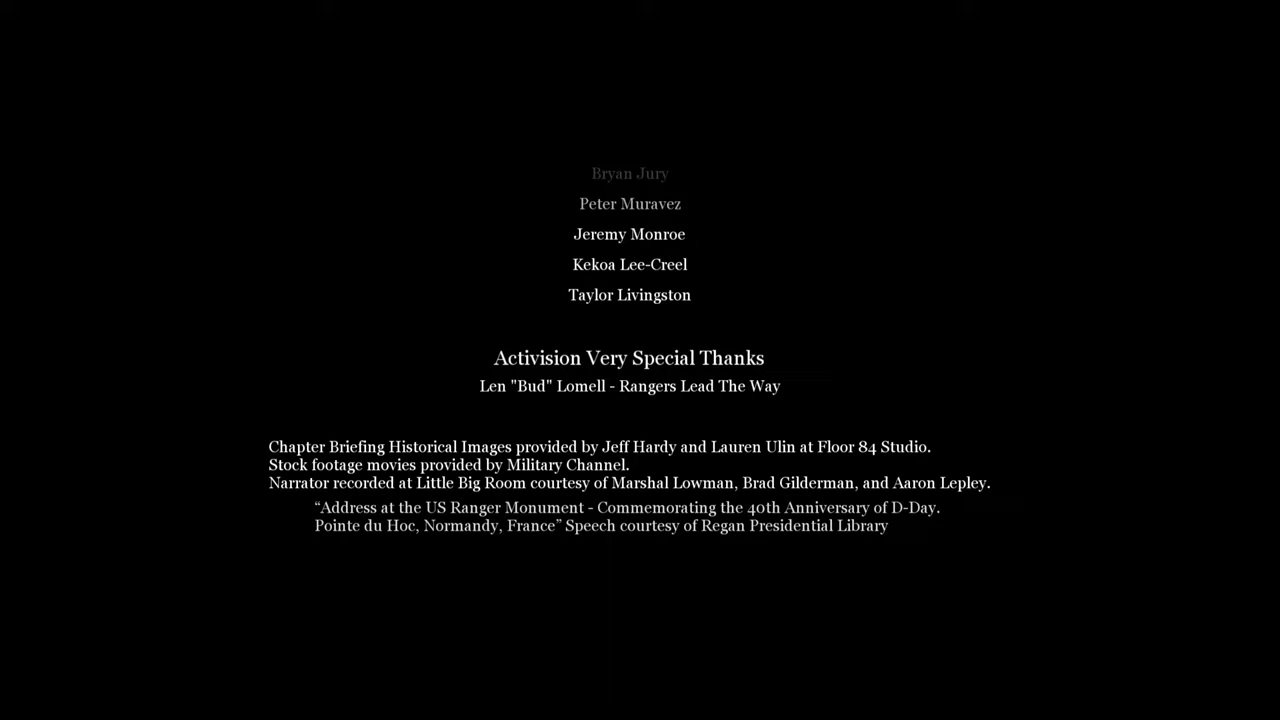 Bryan Jury
Peter Muravez
Jeremy Monroe
Kekoa Lee-Creel
Taylor Livingston
Activision Very Special Thanks
Len "Bud" Lomell - Rangers Lead The Way
Chapter Briefing Historical Images provided by Jeff Hardy and Lauren Ulin at Floor 84 Studio.
Stock footage movies provided by Military Channel.
Narrator recorded at Little Big Room courtesy of Marshal Lowman, Brad Gilderman, and Aaron Lepley.
“Address at the US Ranger Monument - Commemorating the 40th Anniversary of D-Day.
Pointe du Hoc, Normandy, France” Speech courtesy of Regan Presidential Library